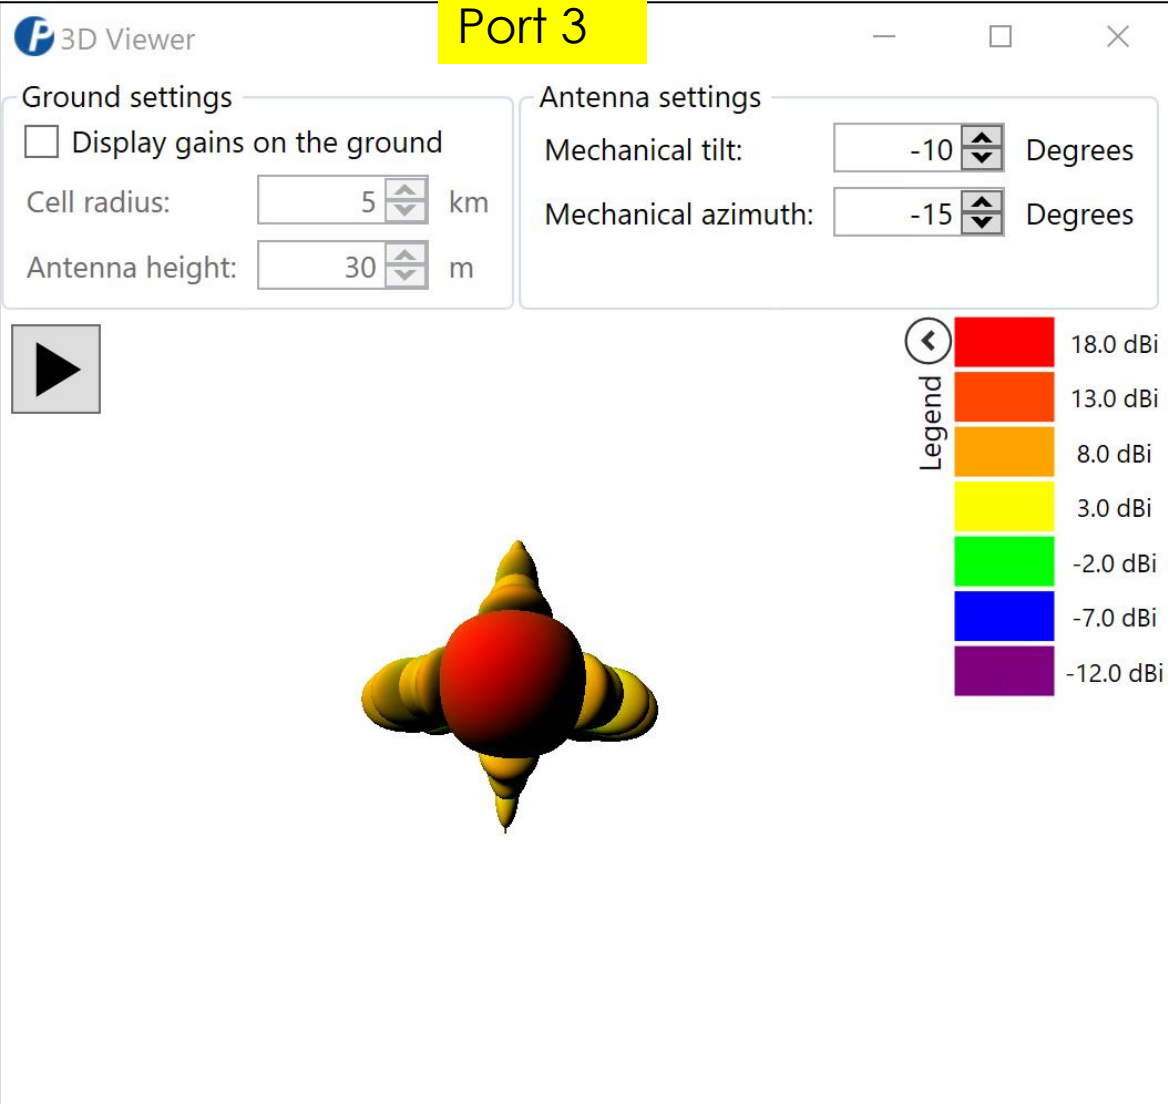 Port 3
3D Viewer
Ground settings
Display gains on the ground
Cell radius: 5 km
Antenna height: 30 m
Antenna settings
Mechanical tilt: -10 Degrees
Mechanical azimuth: -15 Degrees
Legend
18.0 dBi
13.0 dBi
8.0 dBi
3.0 dBi
-2.0 dBi
-7.0 dBi
-12.0 dBi